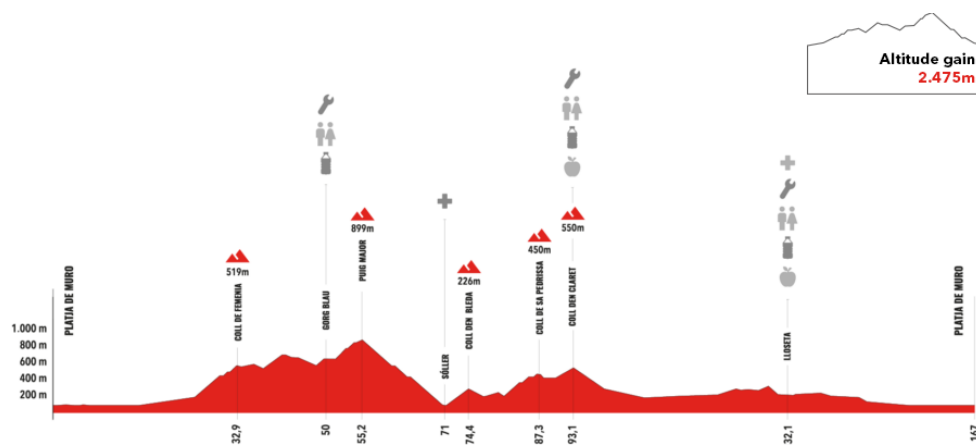 Altitude gain
2.475m
899m
550m
519m
450m
226m
PLATJA DE MURO
COLL DE FEMENIA
GORG BLAU
PUIG MAJOR
SÓLLER
COLL DEN BLEDA
COLL DE SA PEDRISSA
COLL DEN CLARET
LLOSETA
PLATJA DE MURO
1.000 m
800 m
600 m
400 m
200 m
32,9
50
55,2
71
74,4
87,3
93,1
32,1